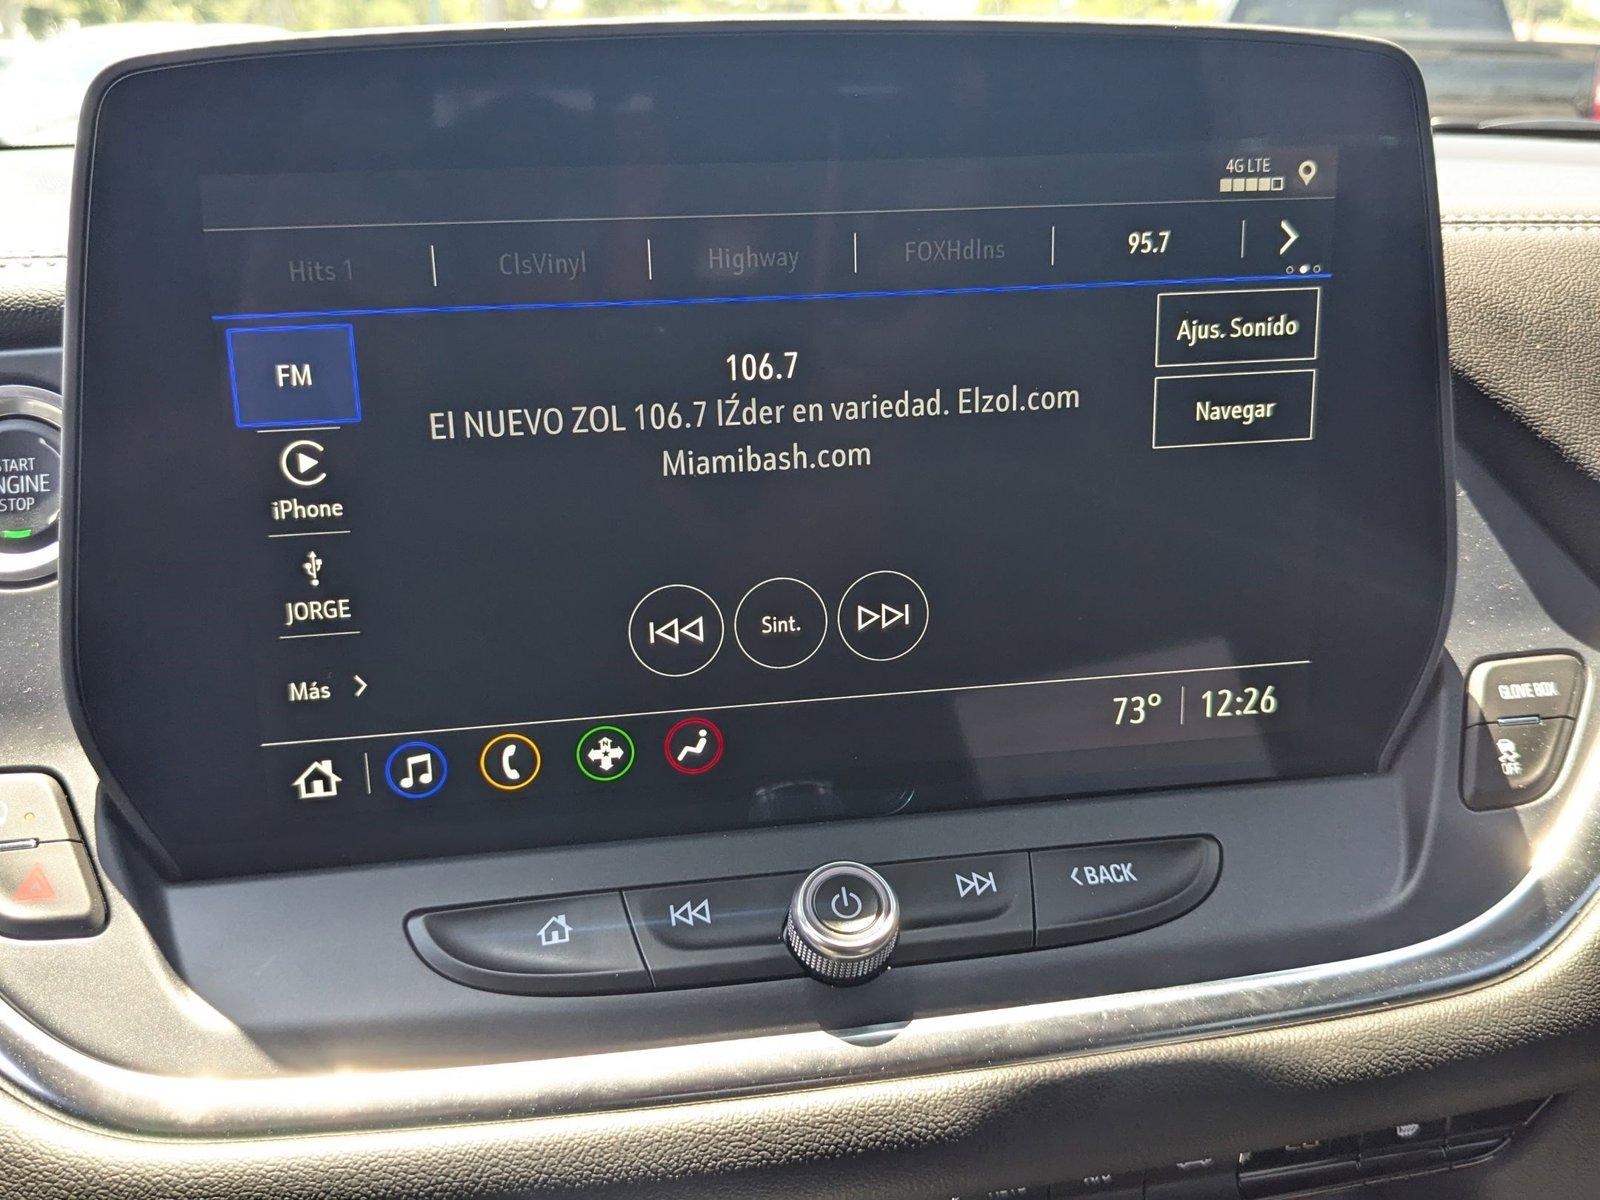 4G LTE
Hits 1 ClsVinyl Highway FOXHdlns 95.7
FM
iPhone
JORGE
Más
106.7
El NUEVO ZOL 106.7 lŹder en variedad. Elzol.com
Miamibash.com
Ajus. Sonido
Navegar
Sint.
73° 12:26
START
ENGINE
STOP
GLOVE BOX
OFF
BACK